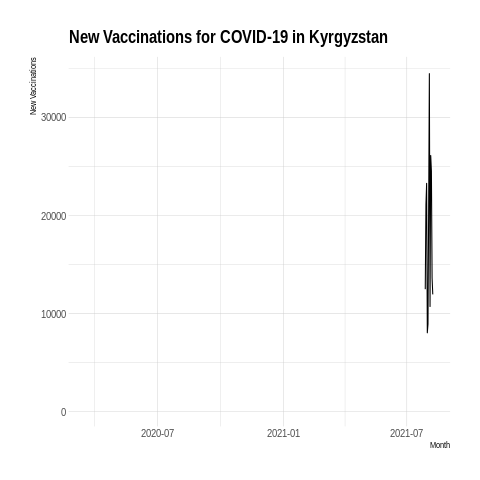 New Vaccinations for COVID-19 in Kyrgyzstan
New Vaccinations
30000
20000
10000
0
2020-07
2021-01
2021-07
Month